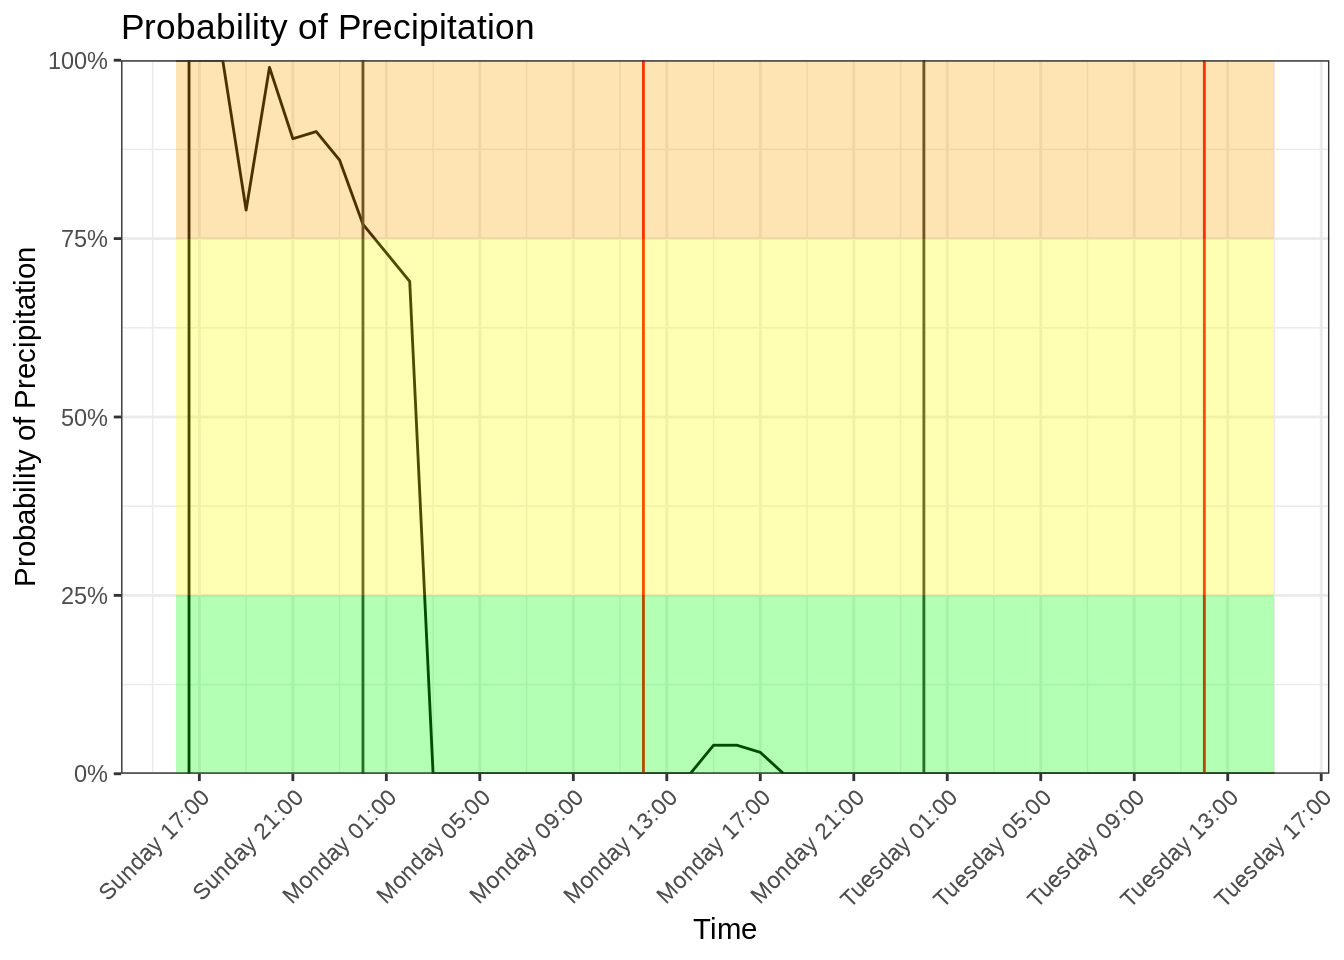 Probability of Precipitation
Probability of Precipitation
100%
75%
50%
25%
0%
Sunday 17:00
Sunday 21:00
Monday 01:00
Monday 05:00
Monday 09:00
Monday 13:00
Monday 17:00
Monday 21:00
Tuesday 01:00
Tuesday 05:00
Tuesday 09:00
Tuesday 13:00
Tuesday 17:00
Time